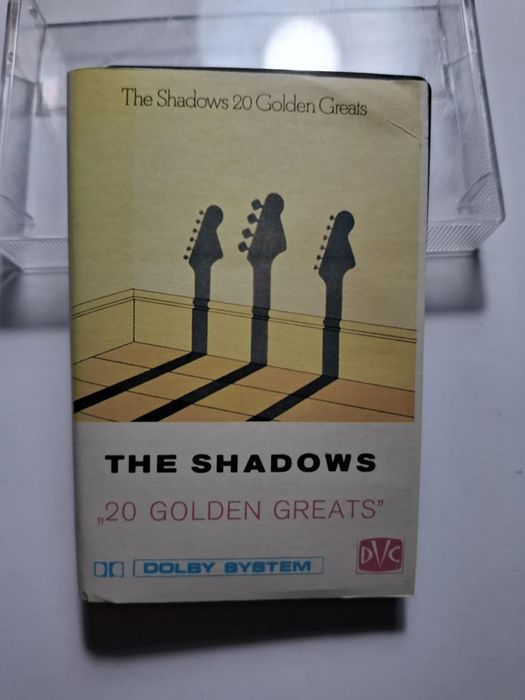 The Shadows 20 Golden Greats
THE SHADOWS
„20 GOLDEN GREATS”
DOLBY SYSTEM
DVC